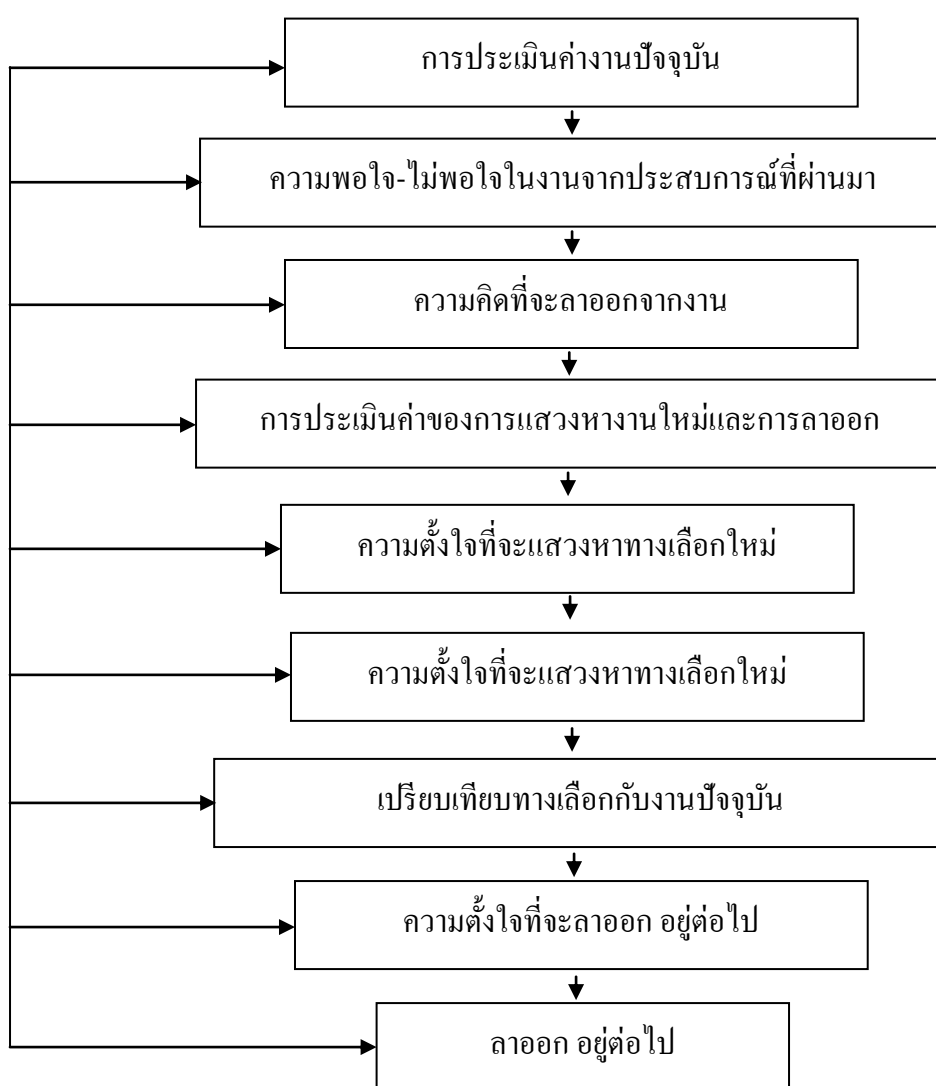 การประเมินค่างานปัจจุบัน
ความพอใจ-ไม่พอใจในงานจากประสบการณ์ที่ผ่านมา
ความคิดที่จะลาออกจากงาน
การประเมินค่าของการแสวงหางานใหม่และการลาออก
ความตั้งใจที่จะแสวงหาทางเลือกใหม่
ความตั้งใจที่จะแสวงหาทางเลือกใหม่
เปรียบเทียบทางเลือกกับงานปัจจุบัน
ความตั้งใจที่จะลาออก อยู่ต่อไป
ลาออก อยู่ต่อไป